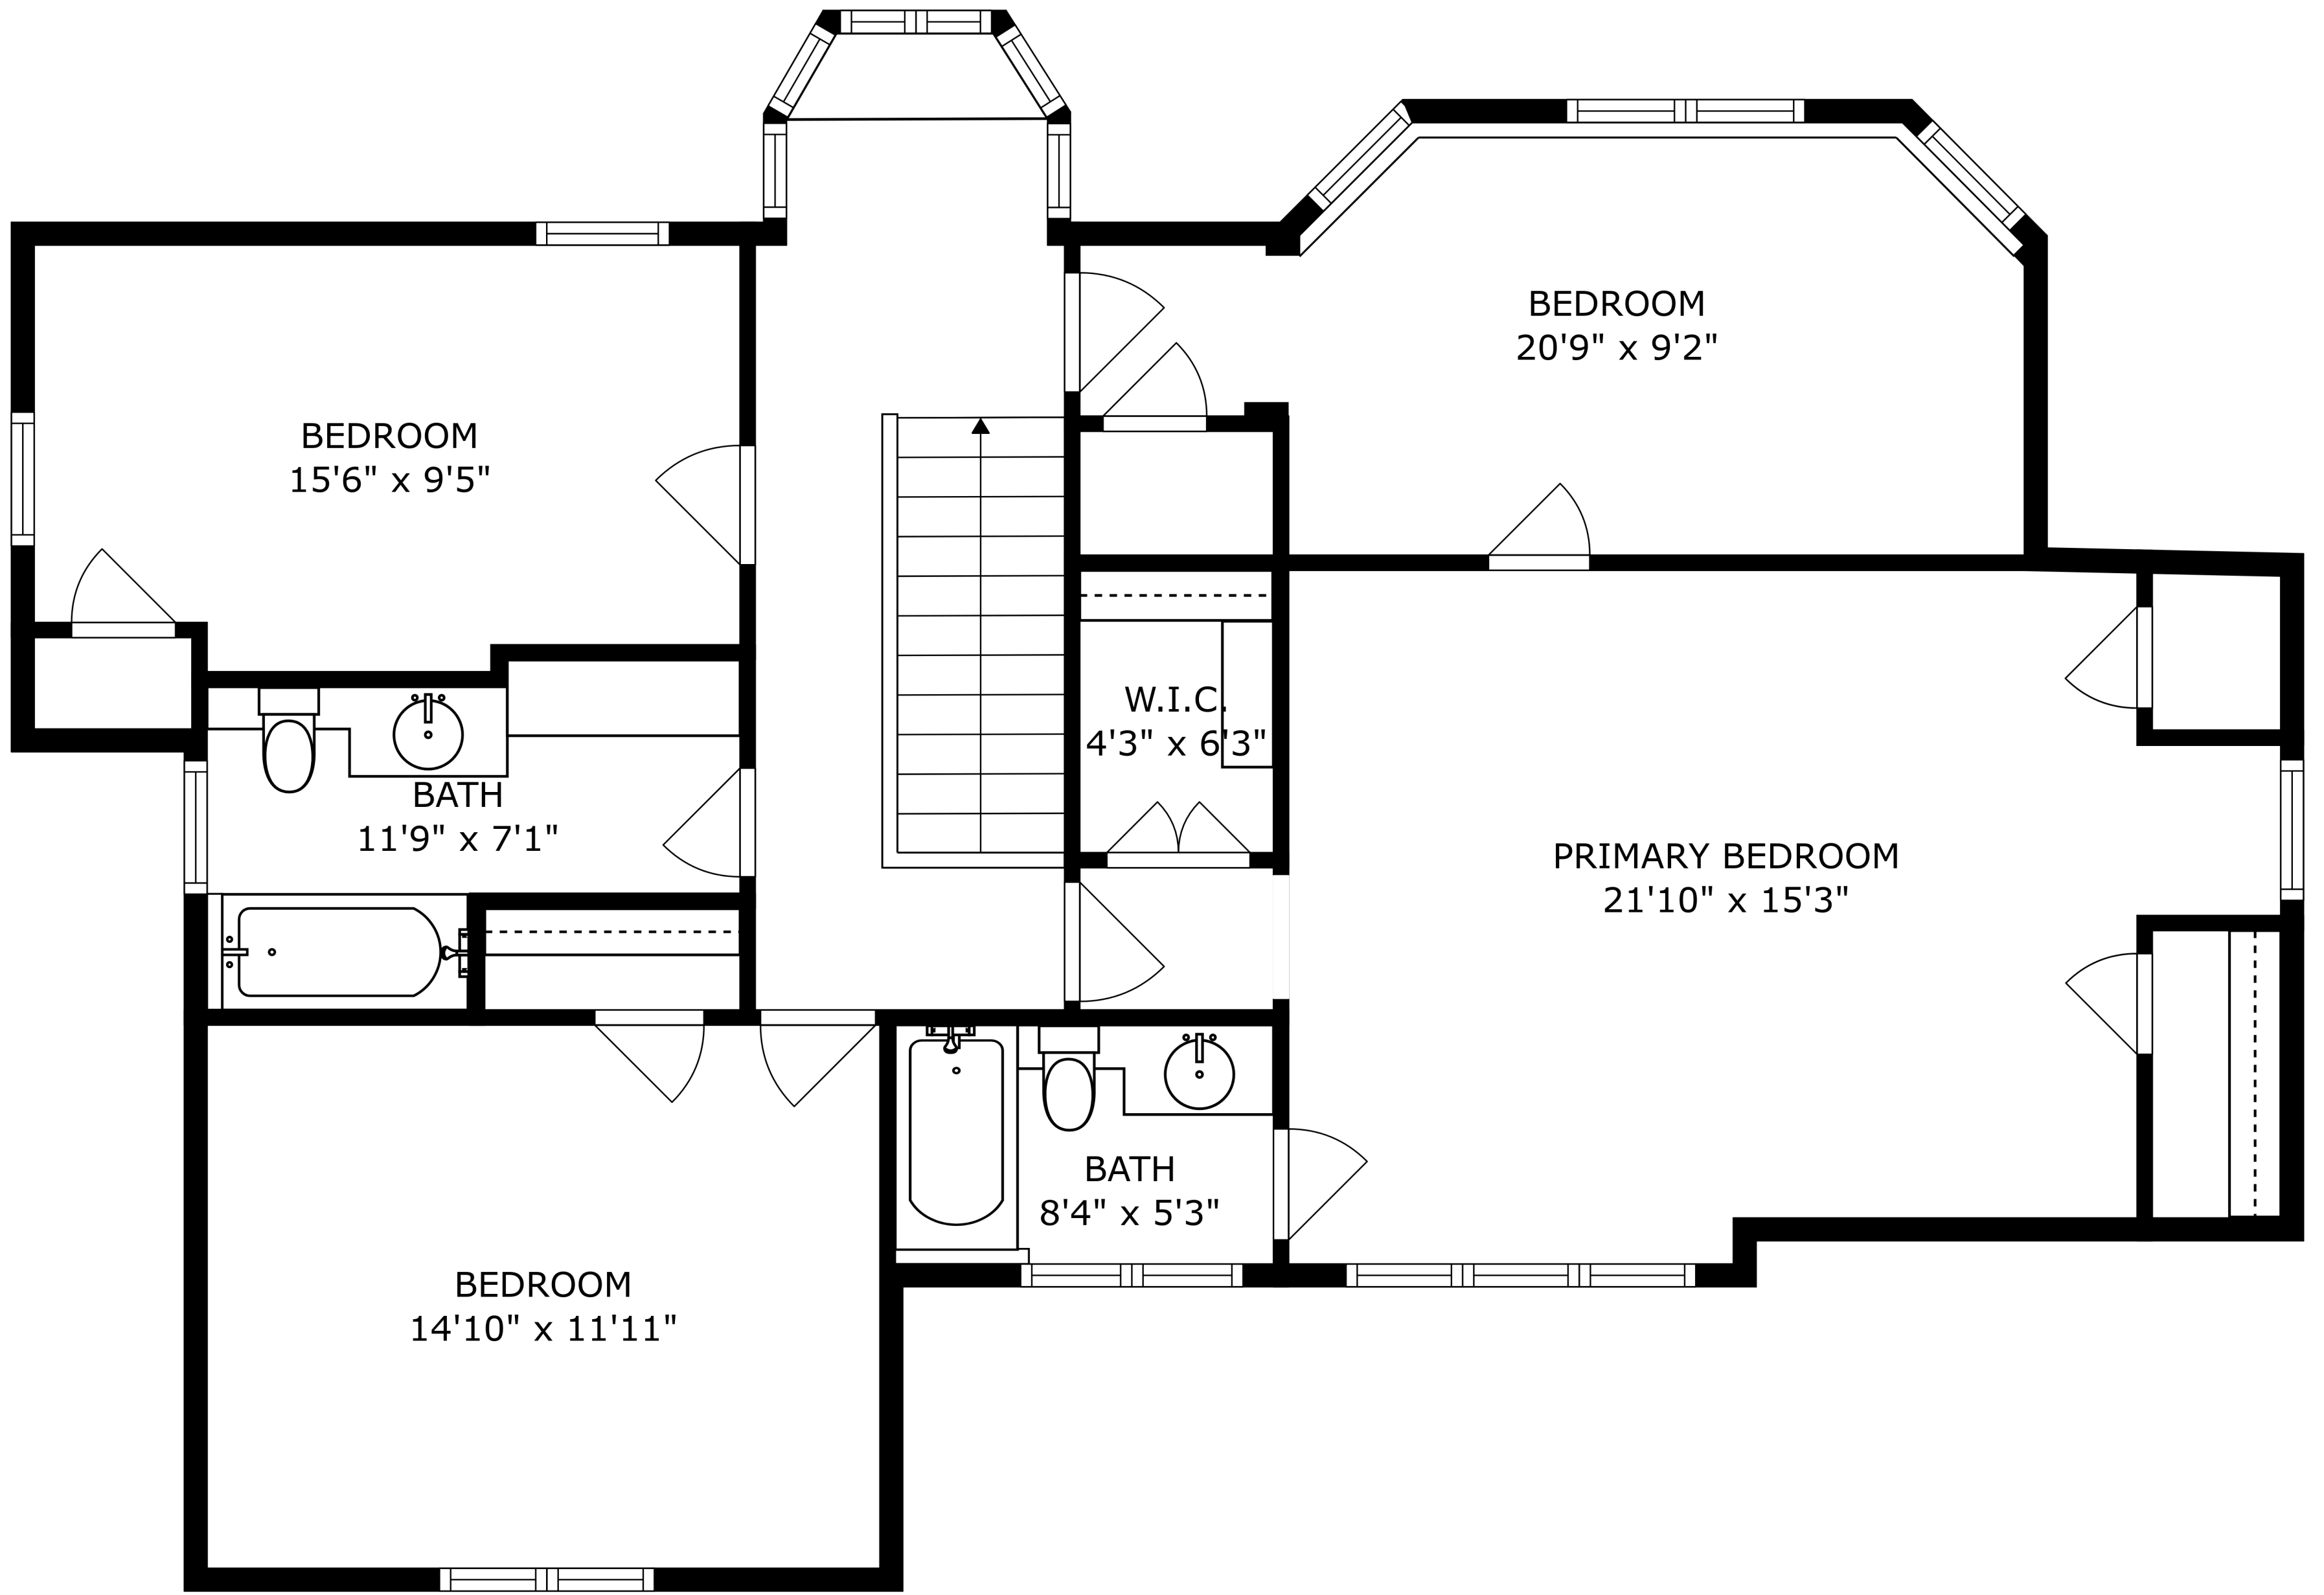 BEDROOM
20'9" x 9'2"
BEDROOM
15'6" x 9'5"
W.I.C.
4'3" x 6'3"
BATH
11'9" x 7'1"
PRIMARY BEDROOM
21'10" x 15'3"
BATH
8'4" x 5'3"
BEDROOM
14'10" x 11'11"